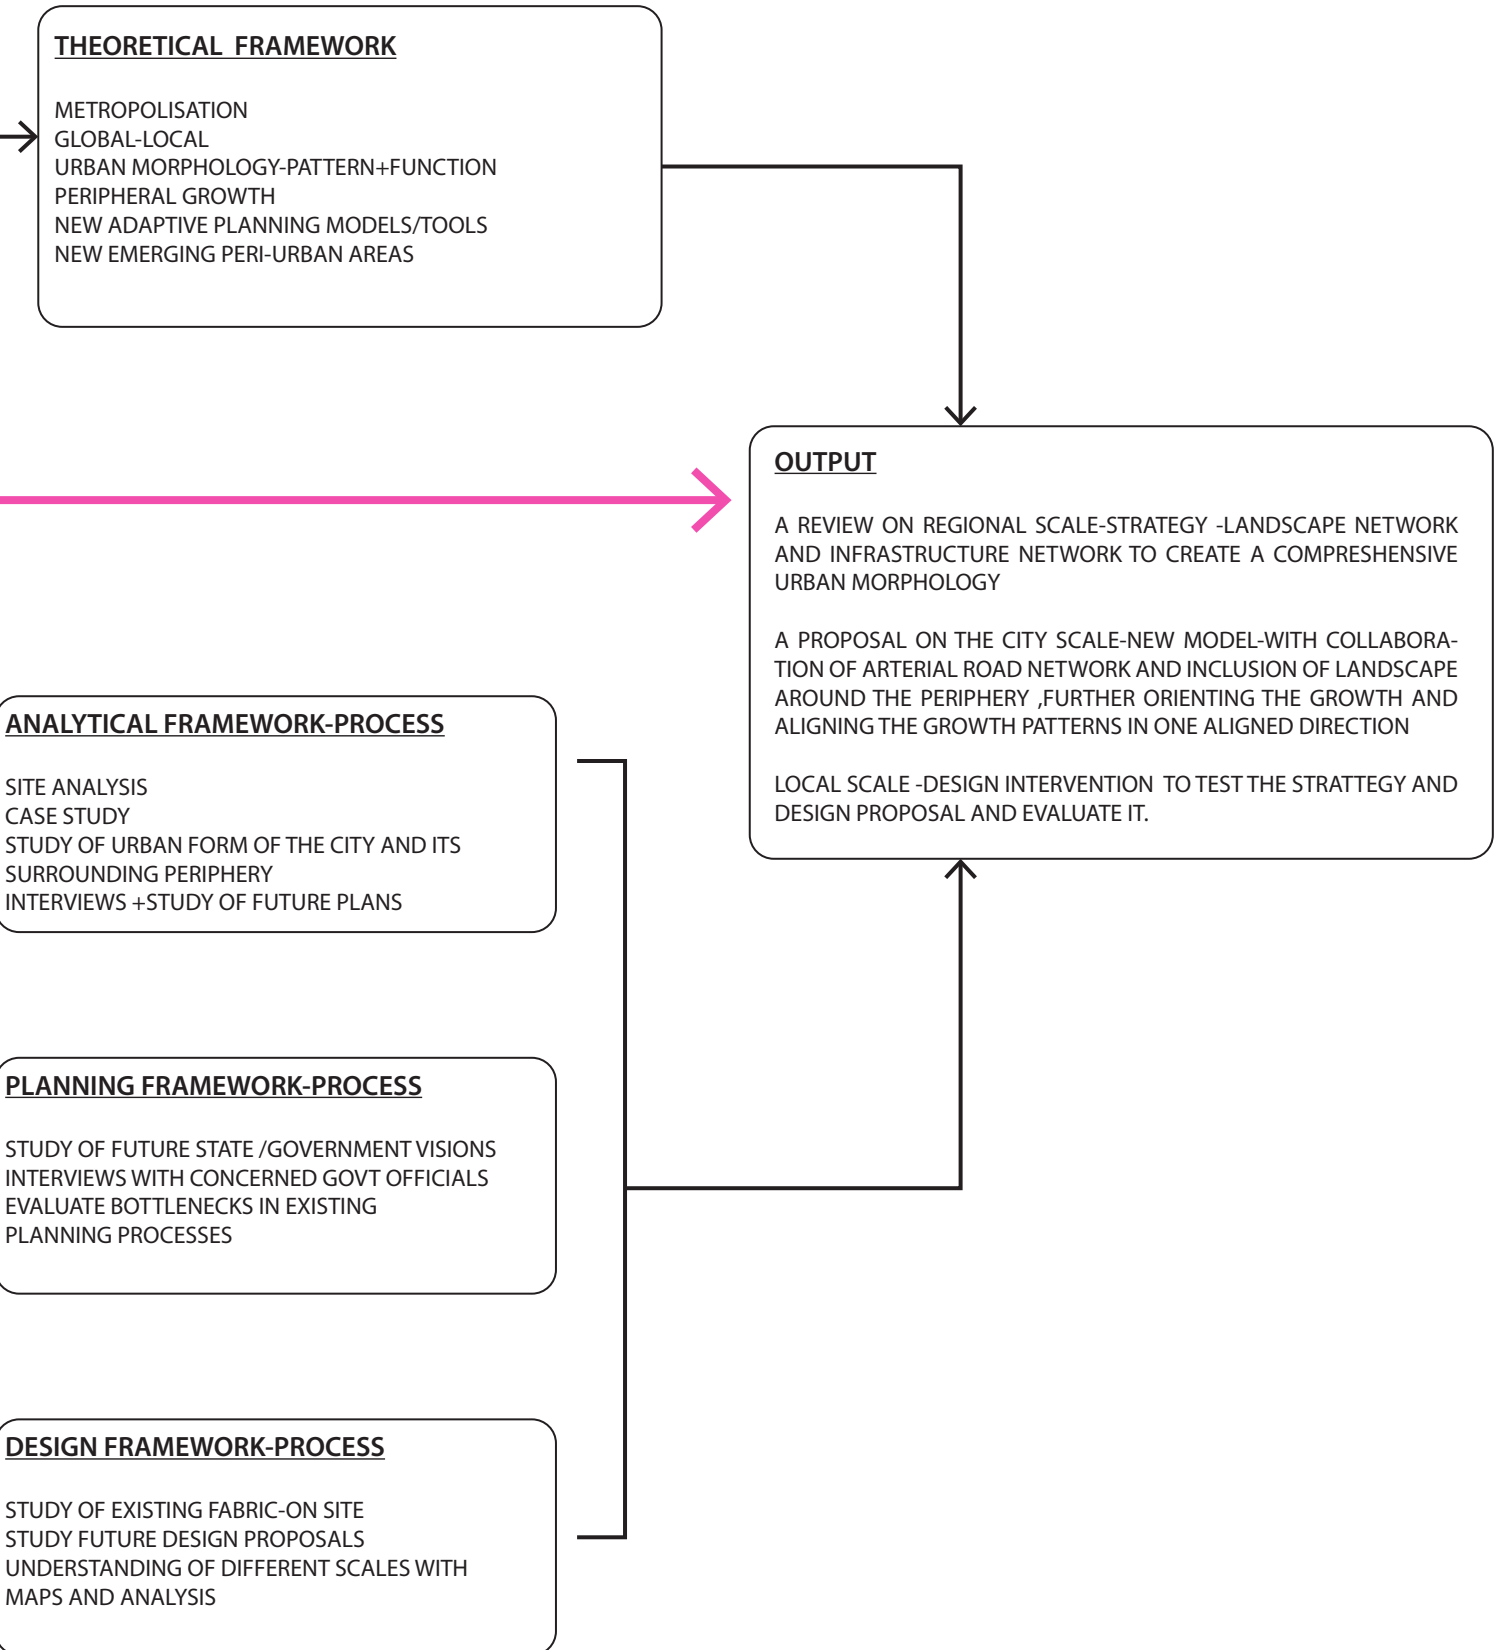 THEORETICAL FRAMEWORK
METROPOLISATION
GLOBAL-LOCAL
URBAN MORPHOLOGY-PATTERN+FUNCTION
PERIPHERAL GROWTH
NEW ADAPTIVE PLANNING MODELS/TOOLS
NEW EMERGING PERI-URBAN AREAS
OUTPUT
A REVIEW ON REGIONAL SCALE-STRATEGY -LANDSCAPE NETWORK
AND INFRASTRUCTURE NETWORK TO CREATE A COMPRESHENSIVE
URBAN MORPHOLOGY
A PROPOSAL ON THE CITY SCALE-NEW MODEL-WITH COLLABORA-
TION OF ARTERIAL ROAD NETWORK AND INCLUSION OF LANDSCAPE
AROUND THE PERIPHERY ,FURTHER ORIENTING THE GROWTH AND
ALIGNING THE GROWTH PATTERNS IN ONE ALIGNED DIRECTION
LOCAL SCALE -DESIGN INTERVENTION TO TEST THE STRATTEGY AND
DESIGN PROPOSAL AND EVALUATE IT.
ANALYTICAL FRAMEWORK-PROCESS
SITE ANALYSIS
CASE STUDY
STUDY OF URBAN FORM OF THE CITY AND ITS
SURROUNDING PERIPHERY
INTERVIEWS +STUDY OF FUTURE PLANS
PLANNING FRAMEWORK-PROCESS
STUDY OF FUTURE STATE /GOVERNMENT VISIONS
INTERVIEWS WITH CONCERNED GOVT OFFICIALS
EVALUATE BOTTLENECKS IN EXISTING
PLANNING PROCESSES
DESIGN FRAMEWORK-PROCESS
STUDY OF EXISTING FABRIC-ON SITE
STUDY FUTURE DESIGN PROPOSALS
UNDERSTANDING OF DIFFERENT SCALES WITH
MAPS AND ANALYSIS